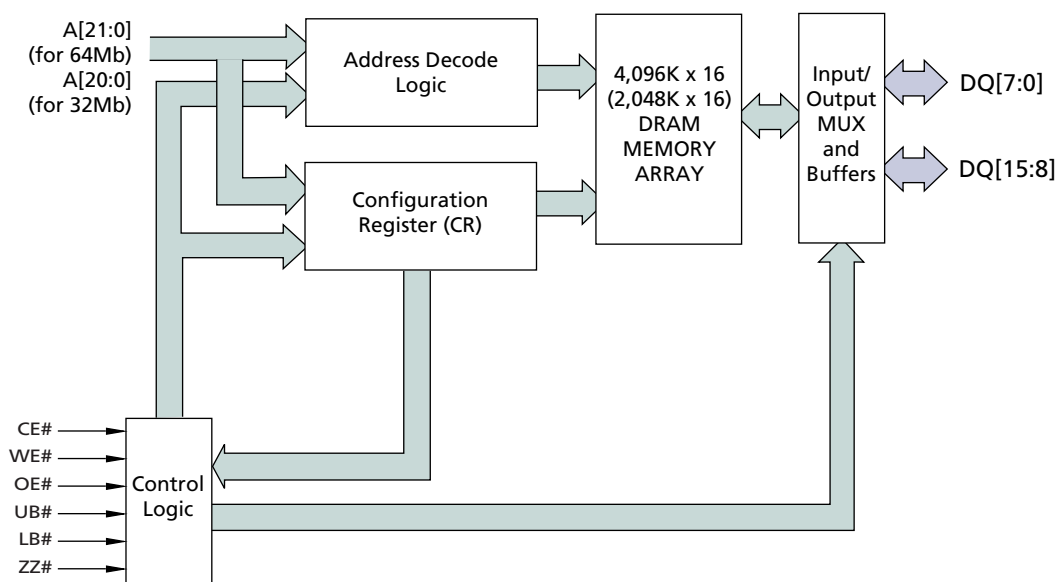 A[21:0]
(for 64Mb)
A[20:0]
(for 32Mb)
Address Decode
Logic
4,096K x 16
(2,048K x 16)
DRAM
MEMORY
ARRAY
Input/
Output
MUX
and
Buffers
DQ[7:0]
DQ[15:8]
Configuration
Register (CR)
CE#
WE#
OE#
UB#
LB#
ZZ#
Control
Logic